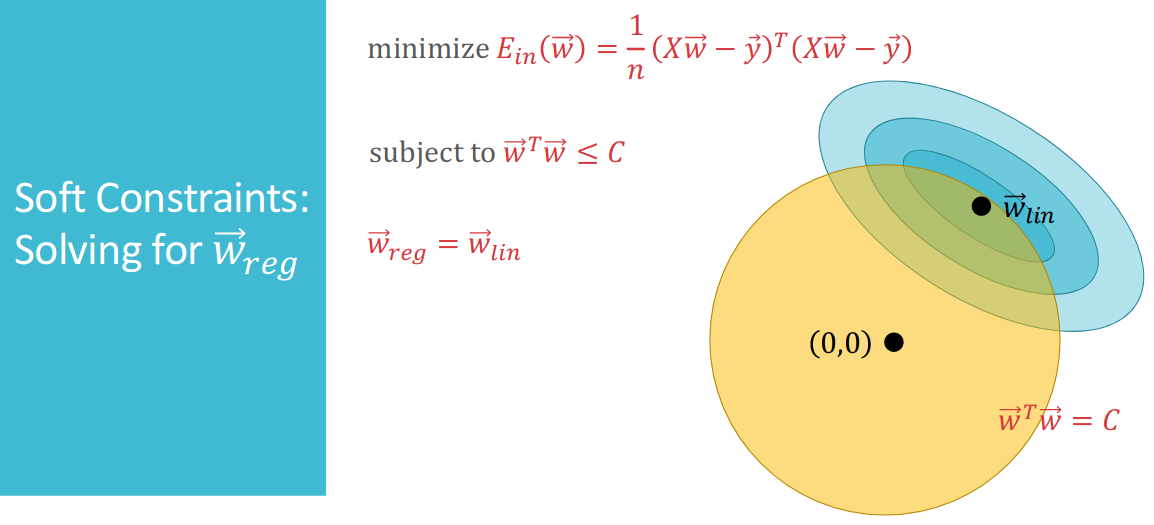 Soft Constraints:
Solving for $\vec{w}_{reg}$
minimize $E_{in}(\vec{w}) = \frac{1}{n}(X\vec{w} - \vec{y})^T(X\vec{w} - \vec{y})$
subject to $\vec{w}^T\vec{w} \leq C$
$\vec{w}_{reg} = \vec{w}_{lin}$
$\vec{w}_{lin}$
(0,0)
$\vec{w}^T\vec{w} = C$